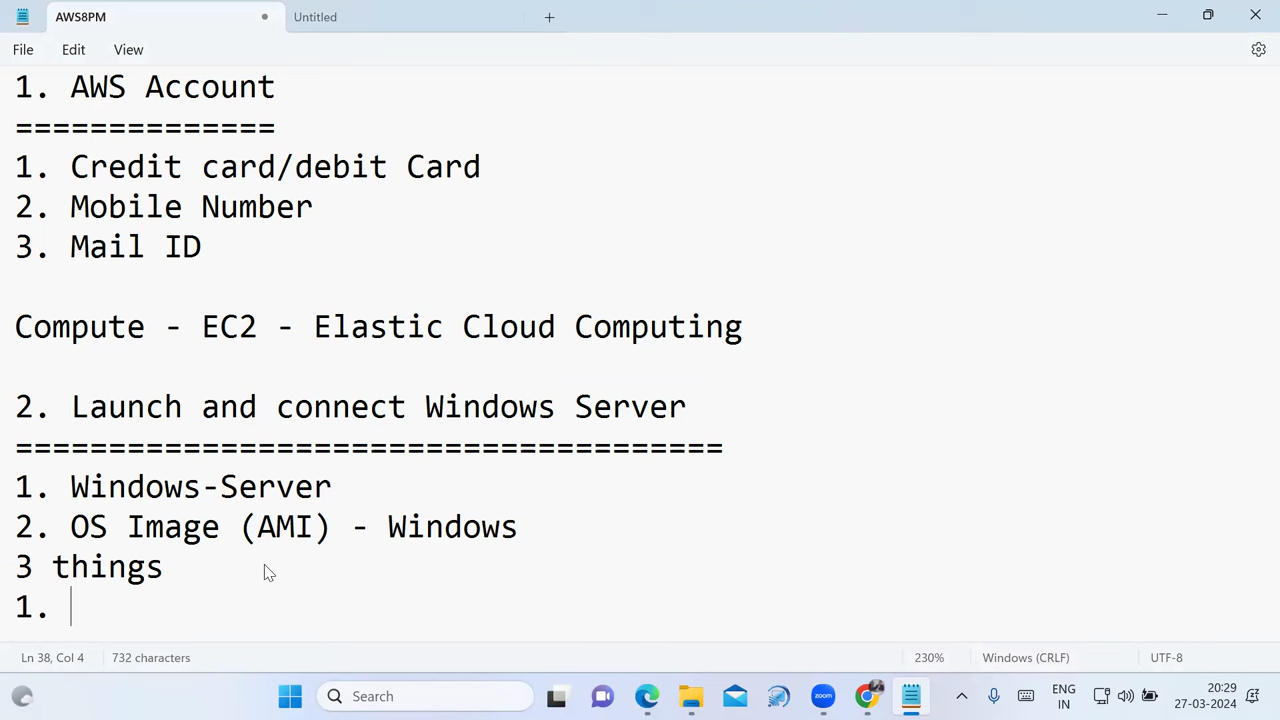 AWS8PM
Untitled
File Edit View
1. AWS Account
==============
1. Credit card/debit Card
2. Mobile Number
3. Mail ID
Compute - EC2 - Elastic Cloud Computing
2. Launch and connect Windows Server
======================================
1. Windows-Server
2. OS Image (AMI) - Windows
3 things
1.
Ln 38, Col 4 732 characters 230% Windows (CRLF) UTF-8
Search
zoom
ENG
IN
20:29
27-03-2024